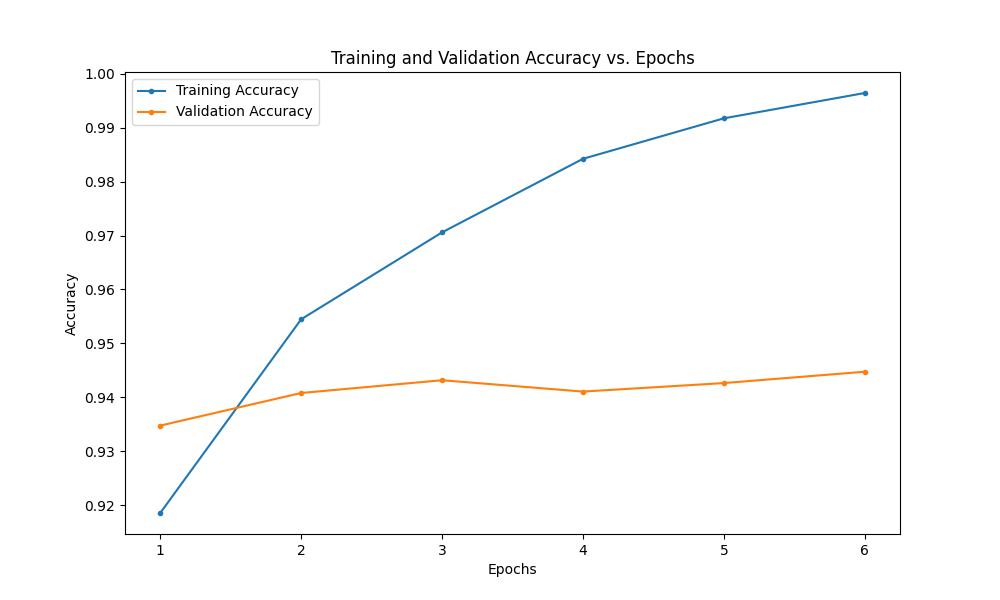 Training and Validation Accuracy vs. Epochs
Training Accuracy
Validation Accuracy
1.00
0.99
0.98
0.97
0.96
0.95
0.94
0.93
0.92
Accuracy
1 2 3 4 5 6
Epochs